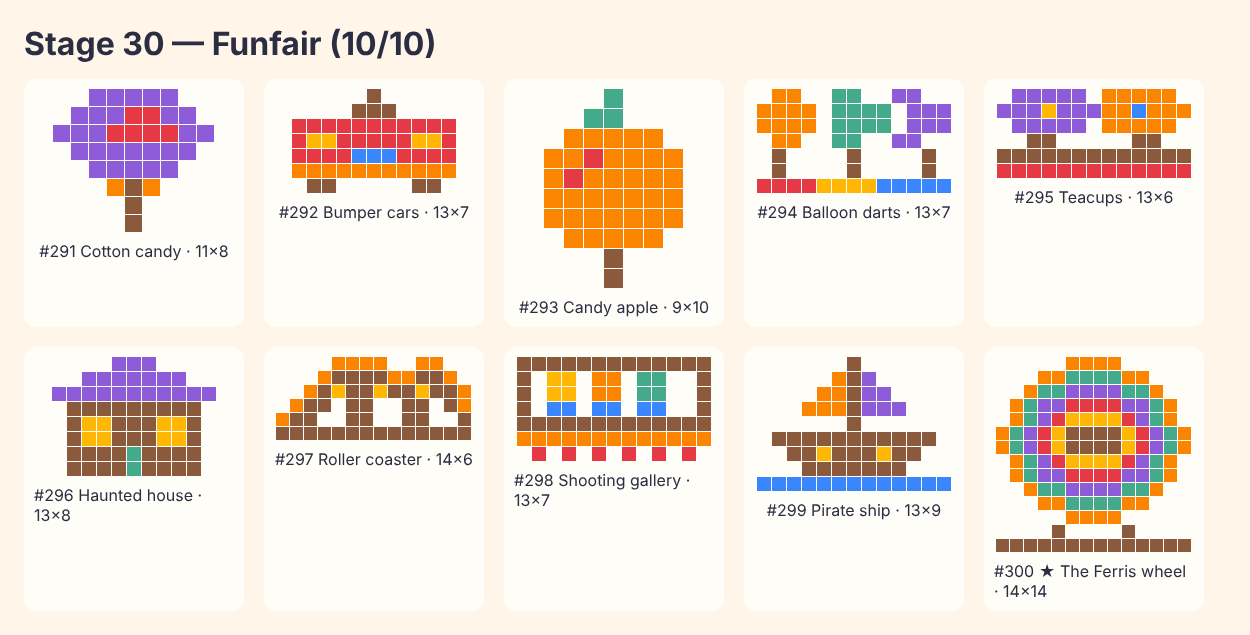 Stage 30 — Funfair (10/10)
#291 Cotton candy · 11×8
#292 Bumper cars · 13×7
#293 Candy apple · 9×10
#294 Balloon darts · 13×7
#295 Teacups · 13×6
#296 Haunted house ·
13×8
#297 Roller coaster · 14×6
#298 Shooting gallery ·
13×7
#299 Pirate ship · 13×9
#300 ★ The Ferris wheel
· 14×14